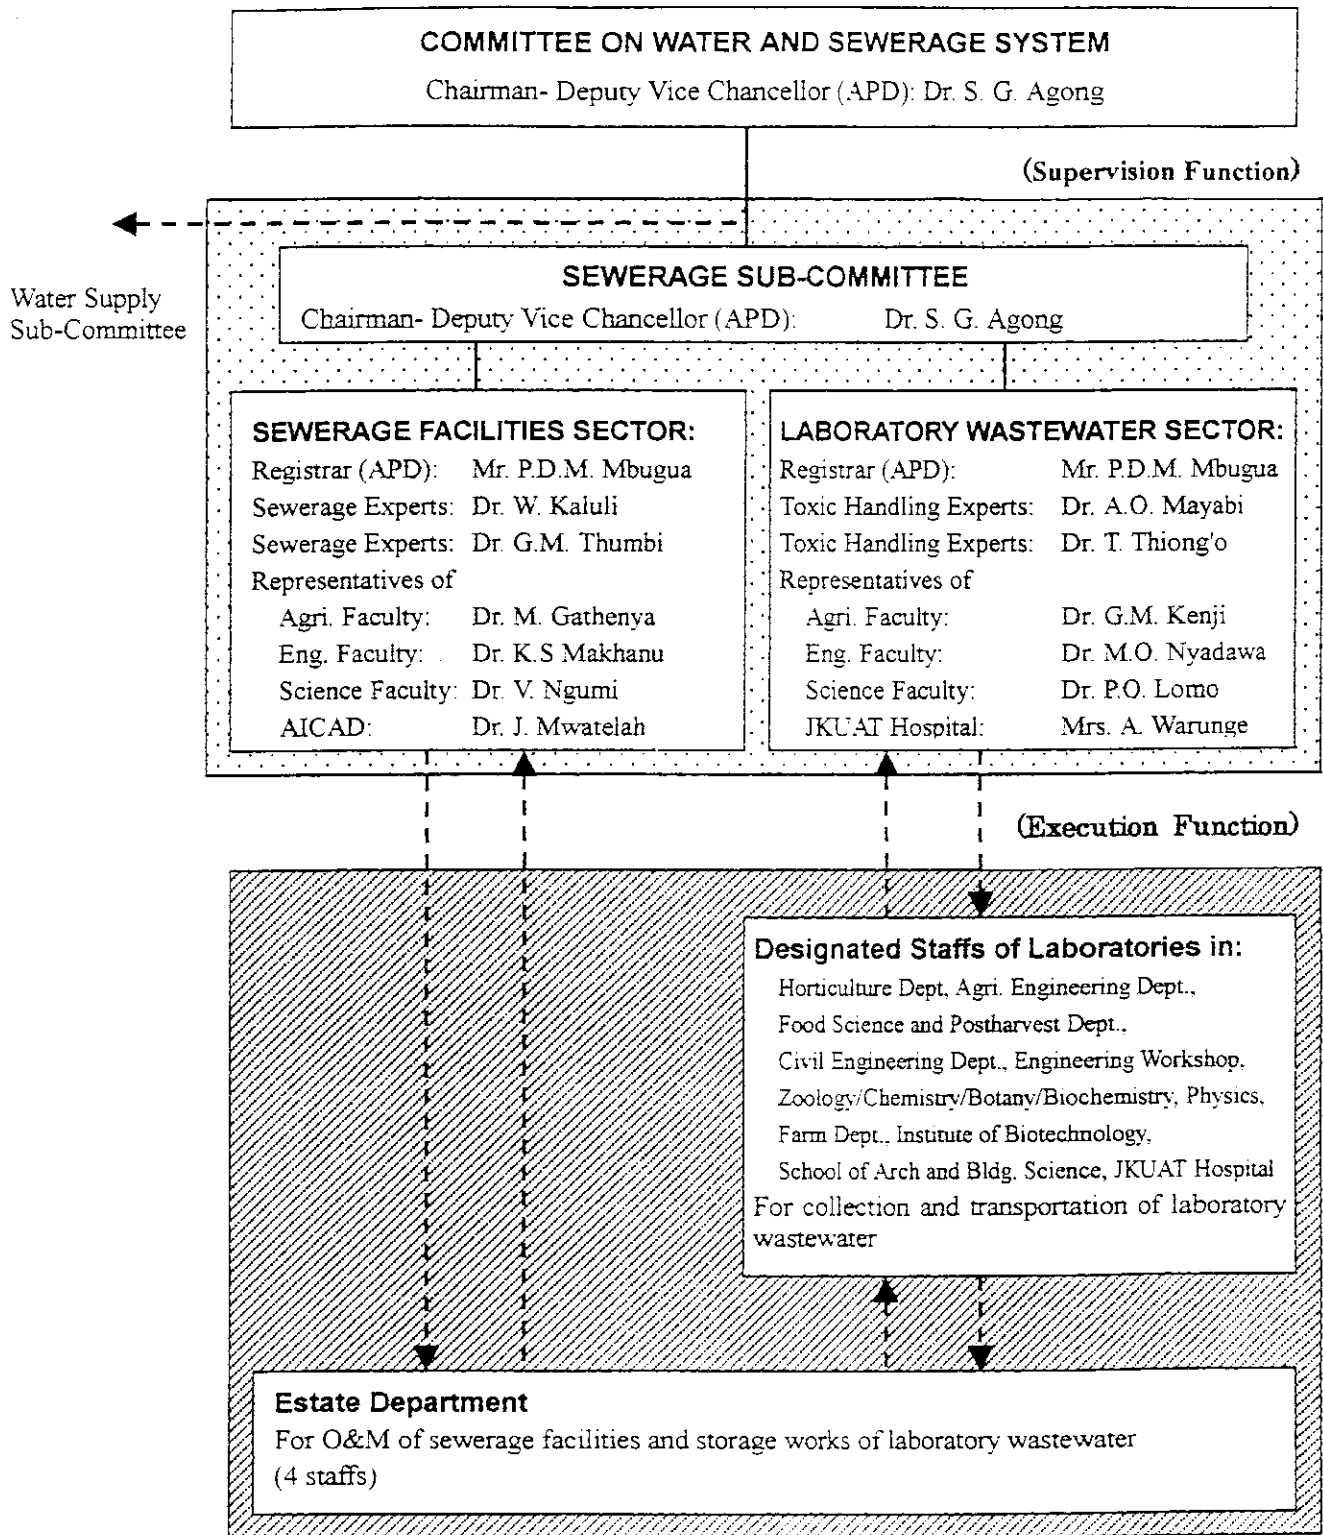 COMMITTEE ON WATER AND SEWERAGE SYSTEM
Chairman- Deputy Vice Chancellor (APD): Dr. S. G. Agong
(Supervision Function)
Water Supply
Sub-Committee
SEWERAGE SUB-COMMITTEE
Chairman- Deputy Vice Chancellor (APD): Dr. S. G. Agong
SEWERAGE FACILITIES SECTOR:
Registrar (APD): Mr. P.D.M. Mbugua
Sewerage Experts: Dr. W. Kaluli
Sewerage Experts: Dr. G.M. Thumbi
Representatives of
Agri. Faculty: Dr. M. Gathenya
Eng. Faculty: Dr. K.S Makhanu
Science Faculty: Dr. V. Ngumi
AICAD: Dr. J. Mwatelah
LABORATORY WASTEWATER SECTOR:
Registrar (APD): Mr. P.D.M. Mbugua
Toxic Handling Experts: Dr. A.O. Mayabi
Toxic Handling Experts: Dr. T. Thiong'o
Representatives of
Agri. Faculty: Dr. G.M. Kenji
Eng. Faculty: Dr. M.O. Nyadawa
Science Faculty: Dr. P.O. Lomo
JKUAT Hospital: Mrs. A. Warunge
(Execution Function)
Designated Staffs of Laboratories in:
Horticulture Dept, Agri. Engineering Dept.,
Food Science and Postharvest Dept.,
Civil Engineering Dept., Engineering Workshop,
Zoology/Chemistry/Botany/Biochemistry, Physics,
Farm Dept., Institute of Biotechnology,
School of Arch and Bldg. Science, JKUAT Hospital
For collection and transportation of laboratory
wastewater
Estate Department
For O&M of sewerage facilities and storage works of laboratory wastewater
(4 staffs)